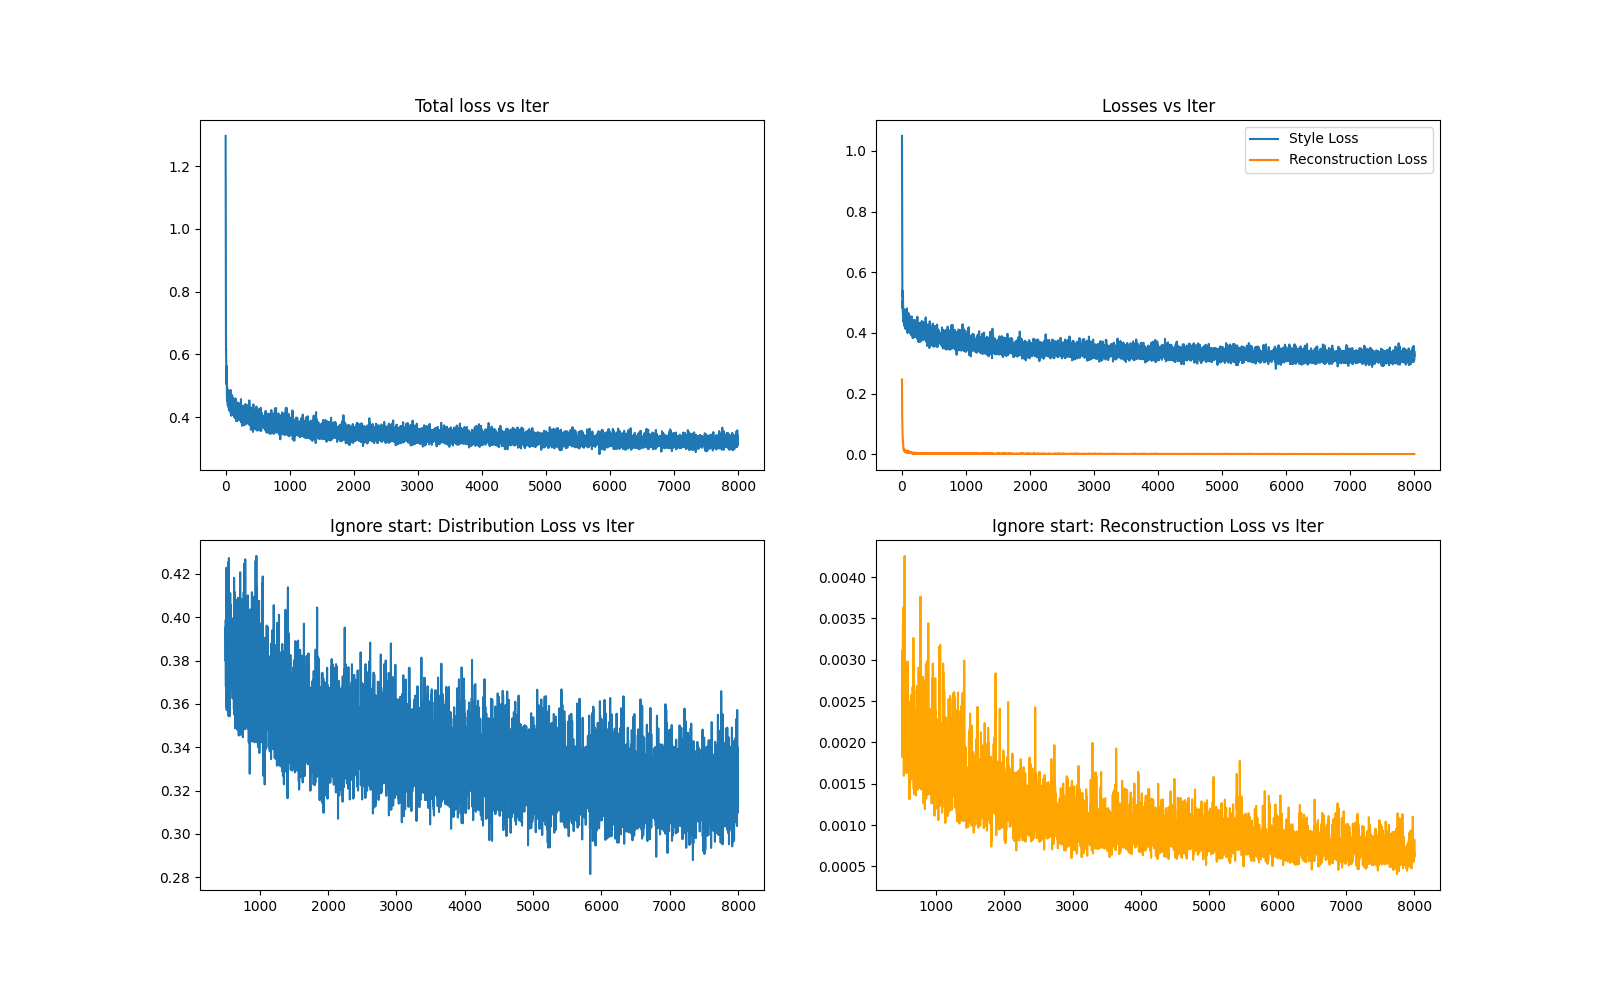 Total loss vs Iter
1.2
1.0
0.8
0.6
0.4
0 1000 2000 3000 4000 5000 6000 7000 8000
Losses vs Iter
Style Loss
Reconstruction Loss
1.0
0.8
0.6
0.4
0.2
0.0
0 1000 2000 3000 4000 5000 6000 7000 8000
Ignore start: Distribution Loss vs Iter
0.42
0.40
0.38
0.36
0.34
0.32
0.30
0.28
1000 2000 3000 4000 5000 6000 7000 8000
Ignore start: Reconstruction Loss vs Iter
0.0040
0.0035
0.0030
0.0025
0.0020
0.0015
0.0010
0.0005
1000 2000 3000 4000 5000 6000 7000 8000